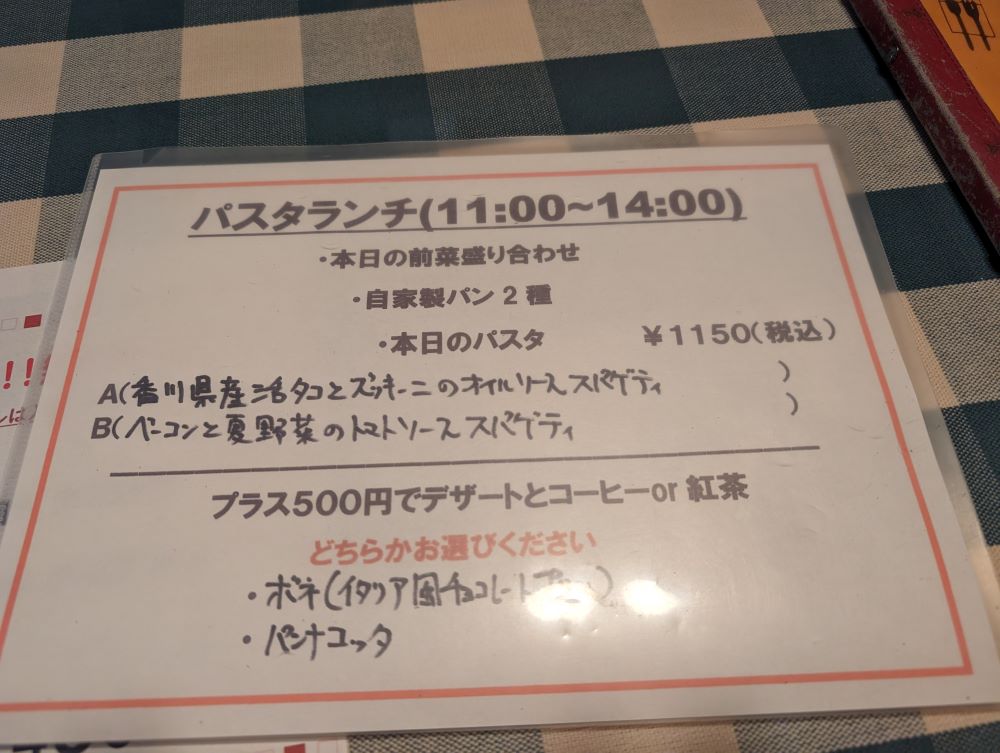 パスタランチ(11:00~14:00)
・本日の前菜盛り合わせ
・自家製パン2種
・本日のパスタ ¥1150(税込)
A(香川県産活タコとズッキーニのオイルソーススパゲティ )
B(ベーコンと夏野菜のトマトソーススパゲティ )
プラス500円でデザートとコーヒーor 紅茶
どちらかお選びください
・ボネ(イタリア風チョコレート )
・パンナコッタ
!!